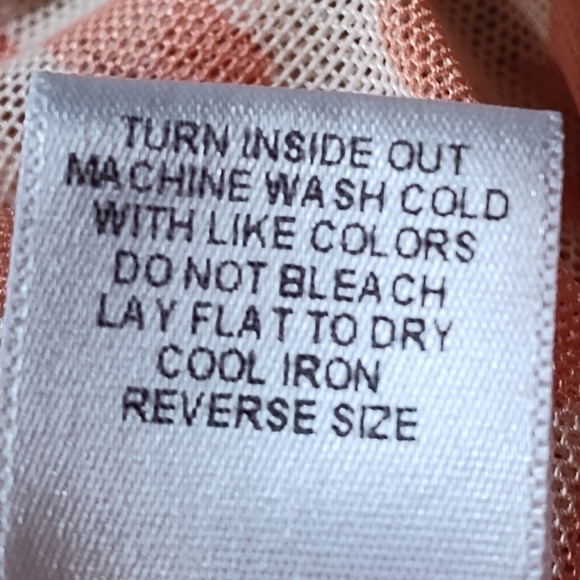 TURN INSIDE OUT
MACHINE WASH COLD
WITH LIKE COLORS
DO NOT BLEACH
LAY FLAT TO DRY
COOL IRON
REVERSE SIZE